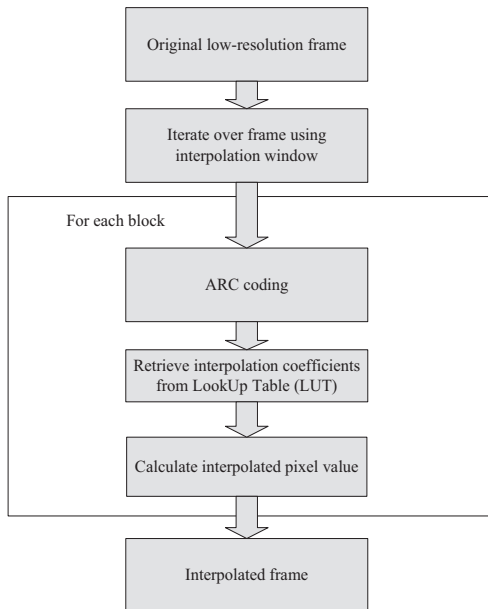 Original low-resolution frame
Iterate over frame using
interpolation window
For each block
ARC coding
Retrieve interpolation coefficients
from LookUp Table (LUT)
Calculate interpolated pixel value
Interpolated frame